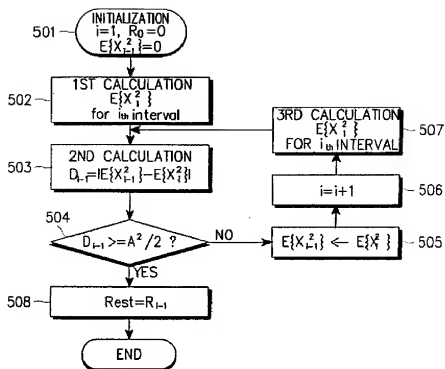 501
INITIALIZATION
i=1, R₀=0
E{X²ᵢ₋₁}=0
502
1ST CALCULATION
E{X²ᵢ}
for iₜₕ interval
503
2ND CALCULATION
Dᵢ₋₁=|E{X²ᵢ₋₁}−E{X²ᵢ}|
504
Dᵢ₋₁>=A²/2 ?
NO
YES
505
E{X²ᵢ₋₁} ← E{X²ᵢ}
506
i=i+1
507
3RD CALCULATION
E{X²ᵢ}
FOR iₜₕ INTERVAL
508
Rest=Rᵢ₋₁
END